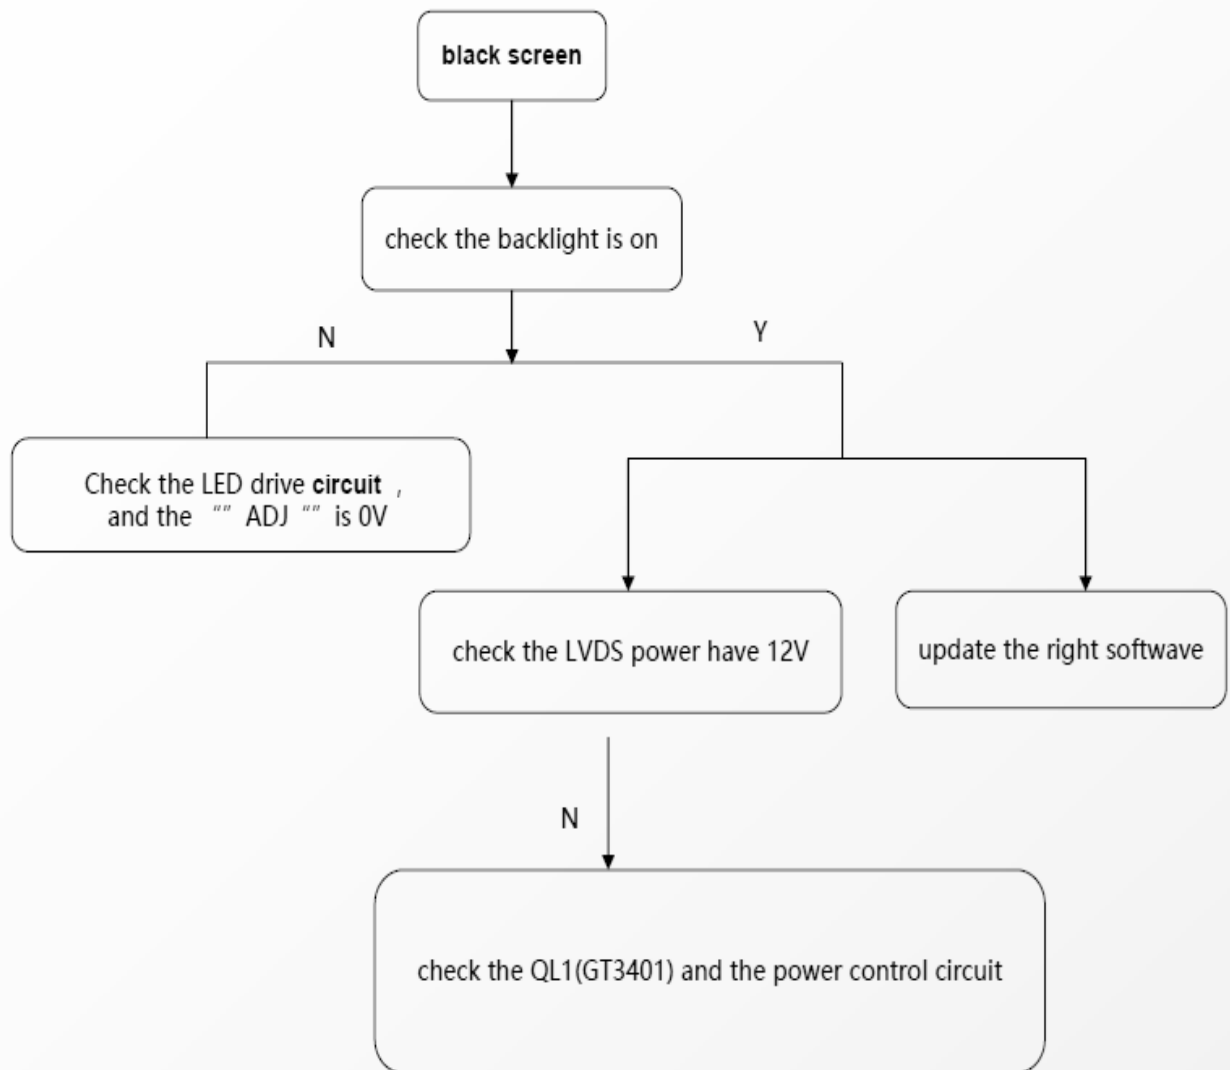 black screen
check the backlight is on
N
Y
Check the LED drive circuit ,
and the “” ADJ “” is 0V
check the LVDS power have 12V
update the right softwave
N
check the QL1(GT3401) and the power control circuit